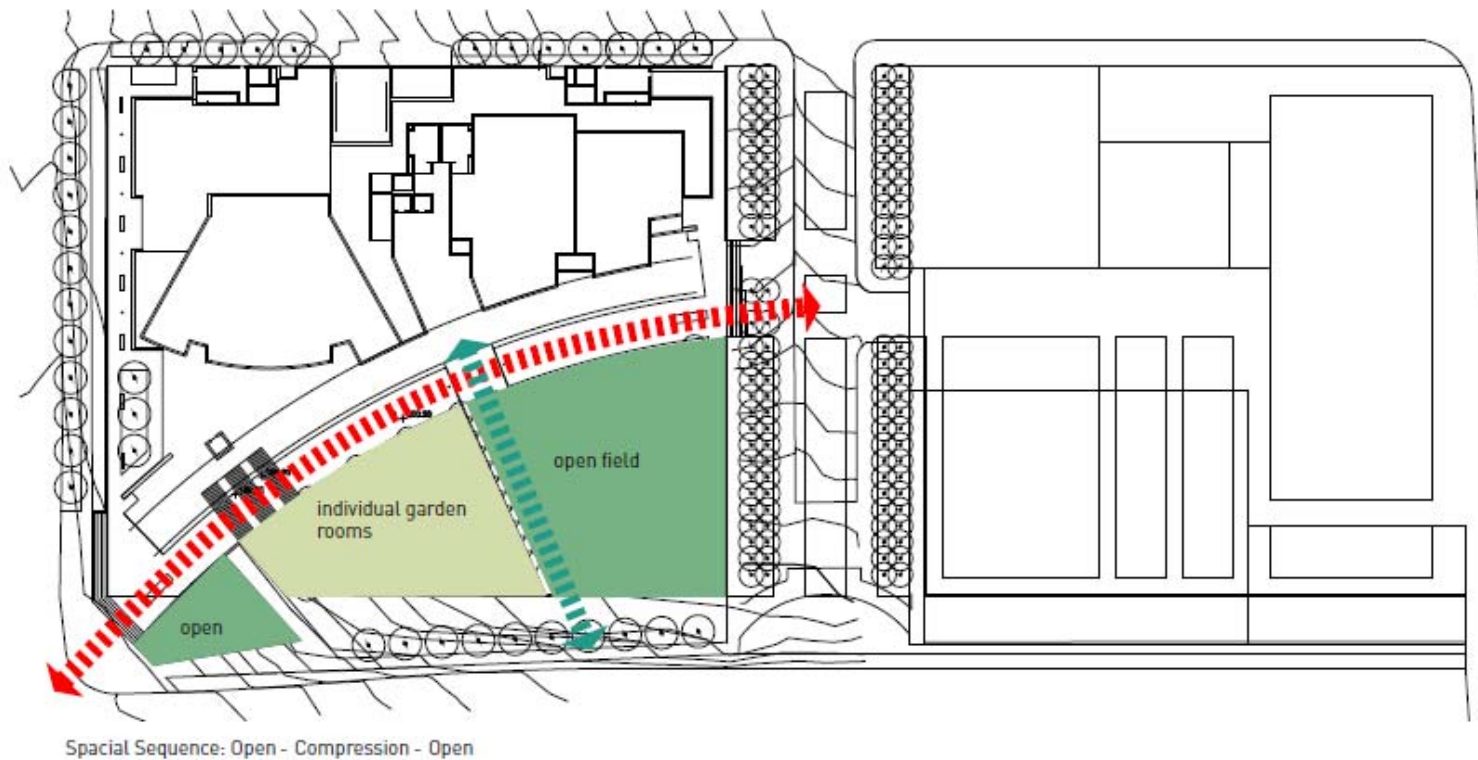 open field
individual garden
rooms
open
Spacial Sequence: Open - Compression - Open